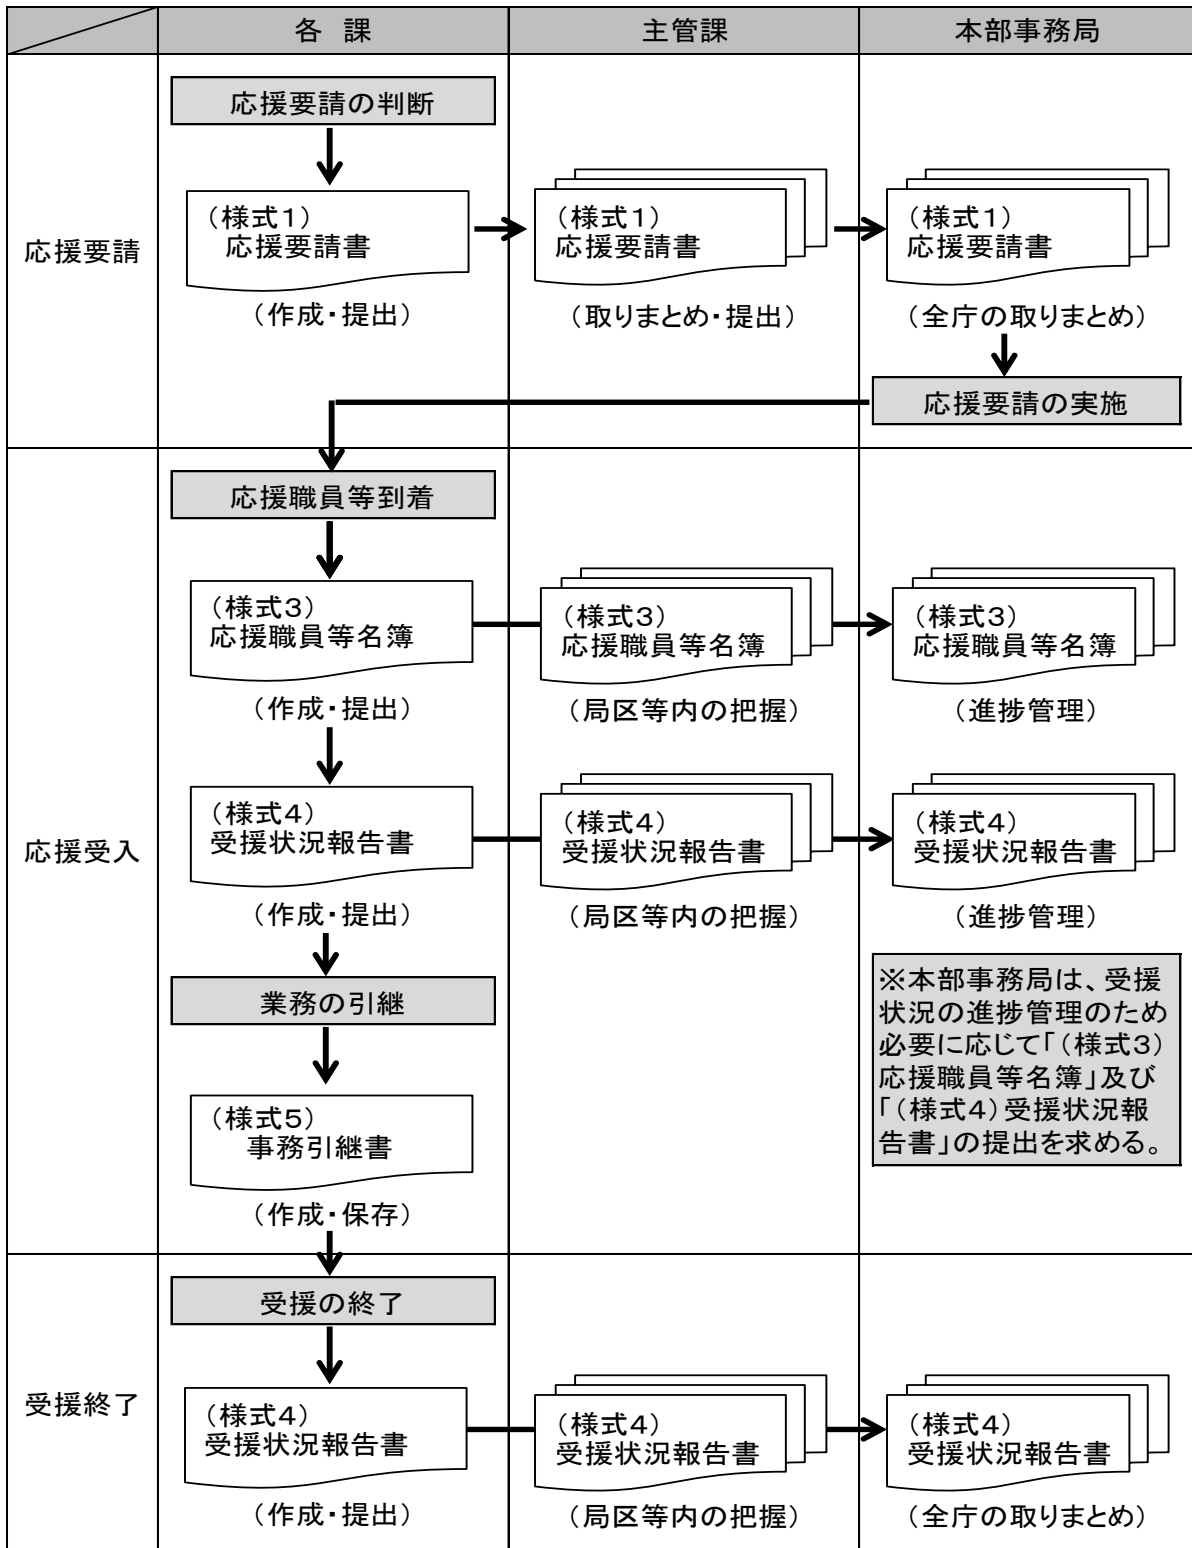 各 課
主管課
本部事務局
応援要請
応援要請の判断
（様式１）
応援要請書
（作成・提出）
（様式１）
応援要請書
（取りまとめ・提出）
（様式１）
応援要請書
（全庁の取りまとめ）
応援要請の実施
応援受入
応援職員等到着
（様式３）
応援職員等名簿
（作成・提出）
（様式３）
応援職員等名簿
（局区等内の把握）
（様式３）
応援職員等名簿
（進捗管理）
（様式４）
受援状況報告書
（作成・提出）
（様式４）
受援状況報告書
（局区等内の把握）
（様式４）
受援状況報告書
（進捗管理）
業務の引継
（様式５）
事務引継書
（作成・保存）
※本部事務局は、受援
状況の進捗管理のため
必要に応じて「（様式３）
応援職員等名簿」及び
「（様式４）受援状況報
告書」の提出を求める。
受援終了
受援の終了
（様式４）
受援状況報告書
（作成・提出）
（様式４）
受援状況報告書
（局区等内の把握）
（様式４）
受援状況報告書
（全庁の取りまとめ）